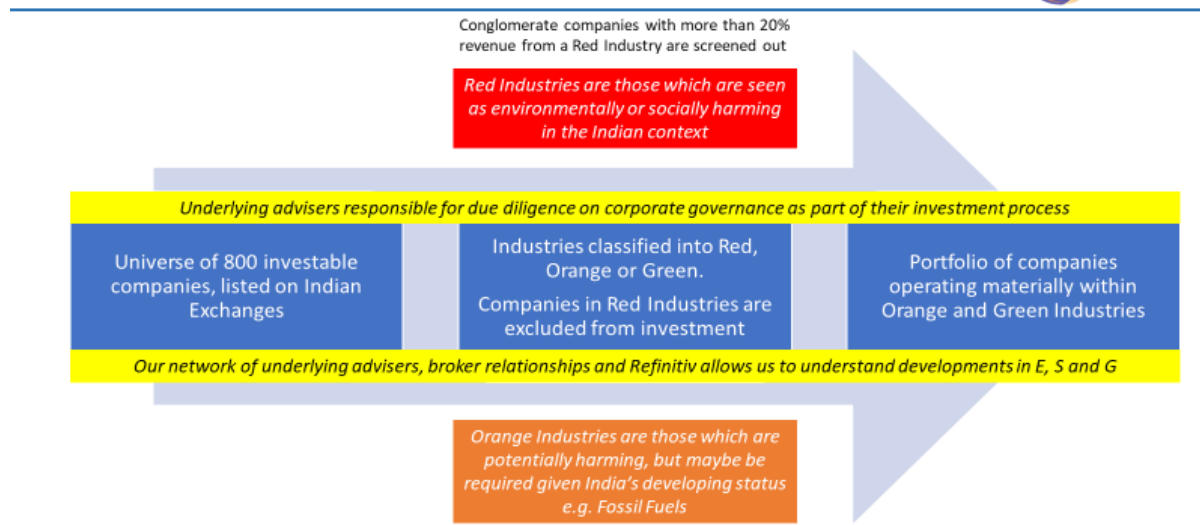 Conglomerate companies with more than 20%
revenue from a Red Industry are screened out
Red Industries are those which are seen
as environmentally or socially harming
in the Indian context
Underlying advisers responsible for due diligence on corporate governance as part of their investment process
Universe of 800 investable
companies, listed on Indian
Exchanges
Industries classified into Red,
Orange or Green.
Companies in Red Industries are
excluded from investment
Portfolio of companies
operating materially within
Orange and Green Industries
Our network of underlying advisers, broker relationships and Refinitiv allows us to understand developments in E, S and G
Orange Industries are those which are
potentially harming, but maybe be
required given India's developing status
e.g. Fossil Fuels